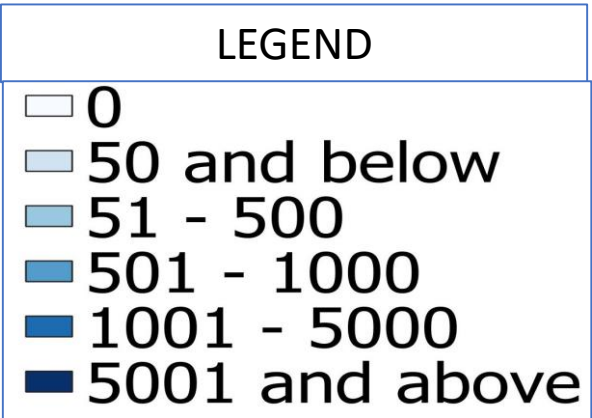 LEGEND
0
50 and below
51 - 500
501 - 1000
1001 - 5000
5001 and above